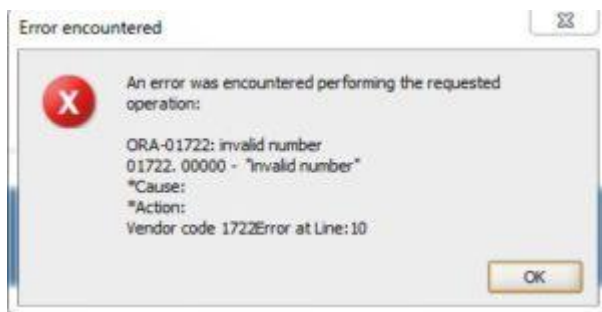 Error encountered
An error was encountered performing the requested
operation:
ORA-01722: invalid number
01722. 00000 - "invalid number"
*Cause:
*Action:
Vendor code 1722Error at Line:10
OK